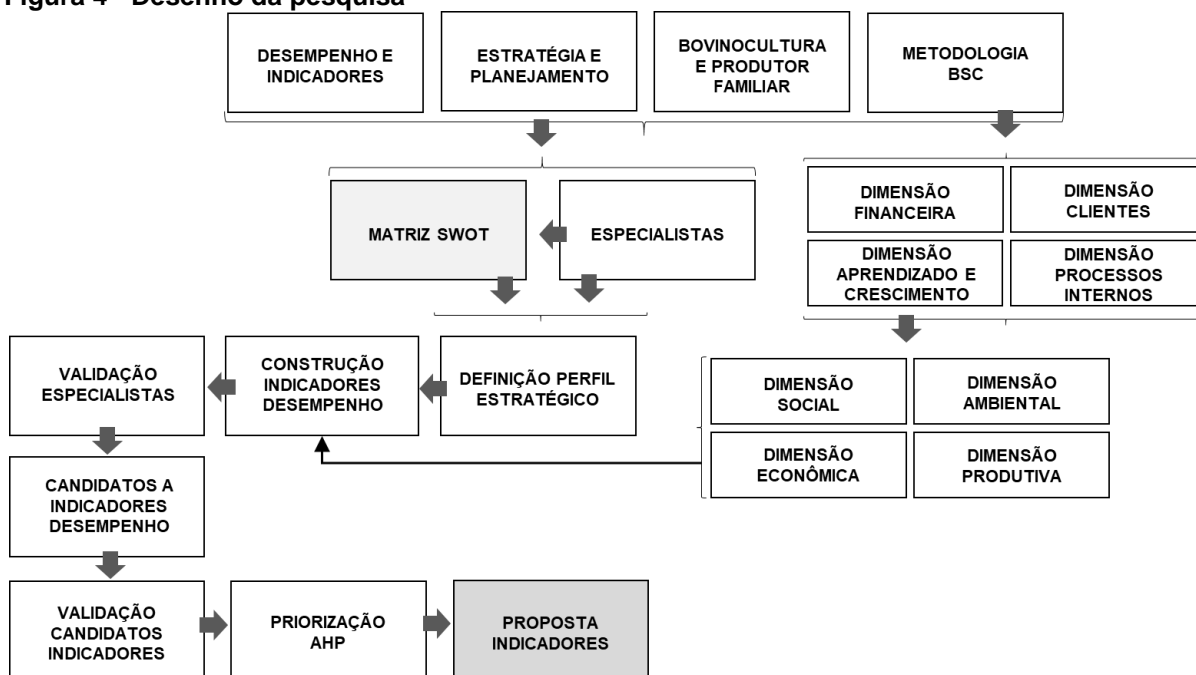 Figura 4 - Desenho da pesquisa
DESEMPENHO E
INDICADORES
ESTRATÉGIA E
PLANEJAMENTO
BOVINOCULTURA
E PRODUTOR
FAMILIAR
METODOLOGIA
BSC
MATRIZ SWOT
ESPECIALISTAS
DIMENSÃO
FINANCEIRA
DIMENSÃO
CLIENTES
DIMENSÃO
APRENDIZADO E
CRESCIMENTO
DIMENSÃO
PROCESSOS
INTERNOS
VALIDAÇÃO
ESPECIALISTAS
CONSTRUÇÃO
INDICADORES
DESEMPENHO
DEFINIÇÃO PERFIL
ESTRATÉGICO
DIMENSÃO
SOCIAL
DIMENSÃO
AMBIENTAL
DIMENSÃO
ECONÔMICA
DIMENSÃO
PRODUTIVA
CANDIDATOS A
INDICADORES
DESEMPENHO
VALIDAÇÃO
CANDIDATOS
INDICADORES
PRIORIZAÇÃO
AHP
PROPOSTA
INDICADORES